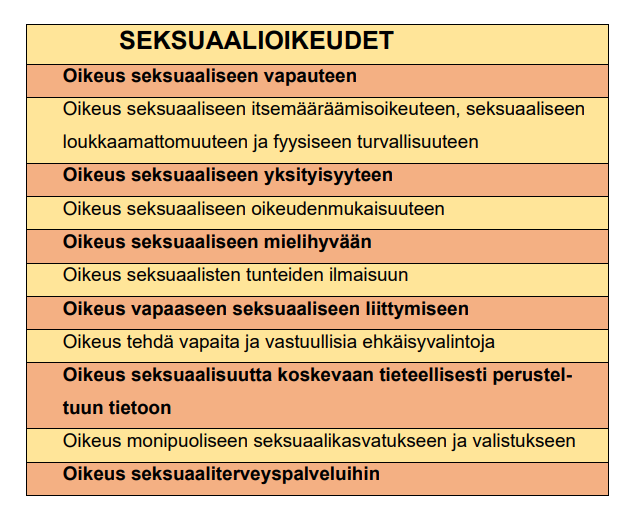 SEKSUAALIOIKEUDET
Oikeus seksuaaliseen vapauteen
Oikeus seksuaaliseen itsemääräämisoikeuteen, seksuaaliseen
loukkaamattomuuteen ja fyysiseen turvallisuuteen
Oikeus seksuaaliseen yksityisyyteen
Oikeus seksuaaliseen oikeudenmukaisuuteen
Oikeus seksuaaliseen mielihyvään
Oikeus seksuaalisten tunteiden ilmaisuun
Oikeus vapaaseen seksuaaliseen liittymiseen
Oikeus tehdä vapaita ja vastuullisia ehkäisyvalintoja
Oikeus seksuaalisuutta koskevaan tieteellisesti perustel-
tuun tietoon
Oikeus monipuoliseen seksuaalikasvatukseen ja valistukseen
Oikeus seksuaaliterveyspalveluihin